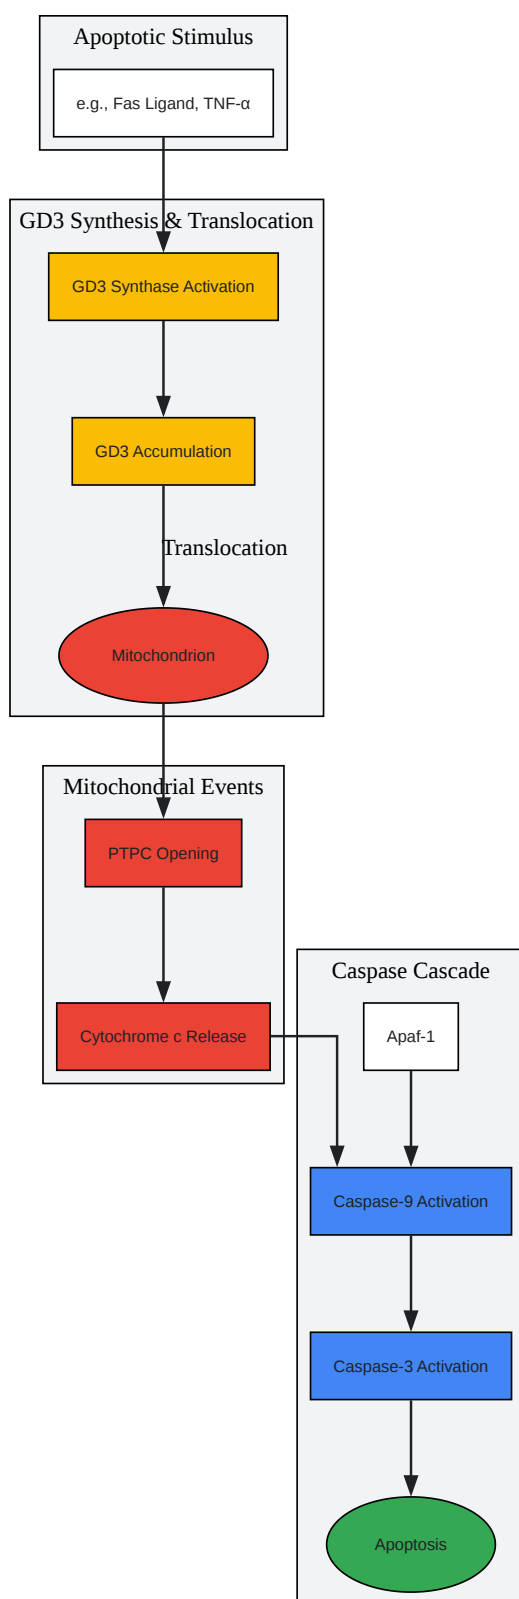 Apoptotic Stimulus
e.g., Fas Ligand, TNF-α
GD3 Synthesis & Translocation
GD3 Synthase Activation
GD3 Accumulation
Translocation
Mitochondrion
Mitochondrial Events
PTPC Opening
Cytochrome c Release
Caspase Cascade
Apaf-1
Caspase-9 Activation
Caspase-3 Activation
Apoptosis